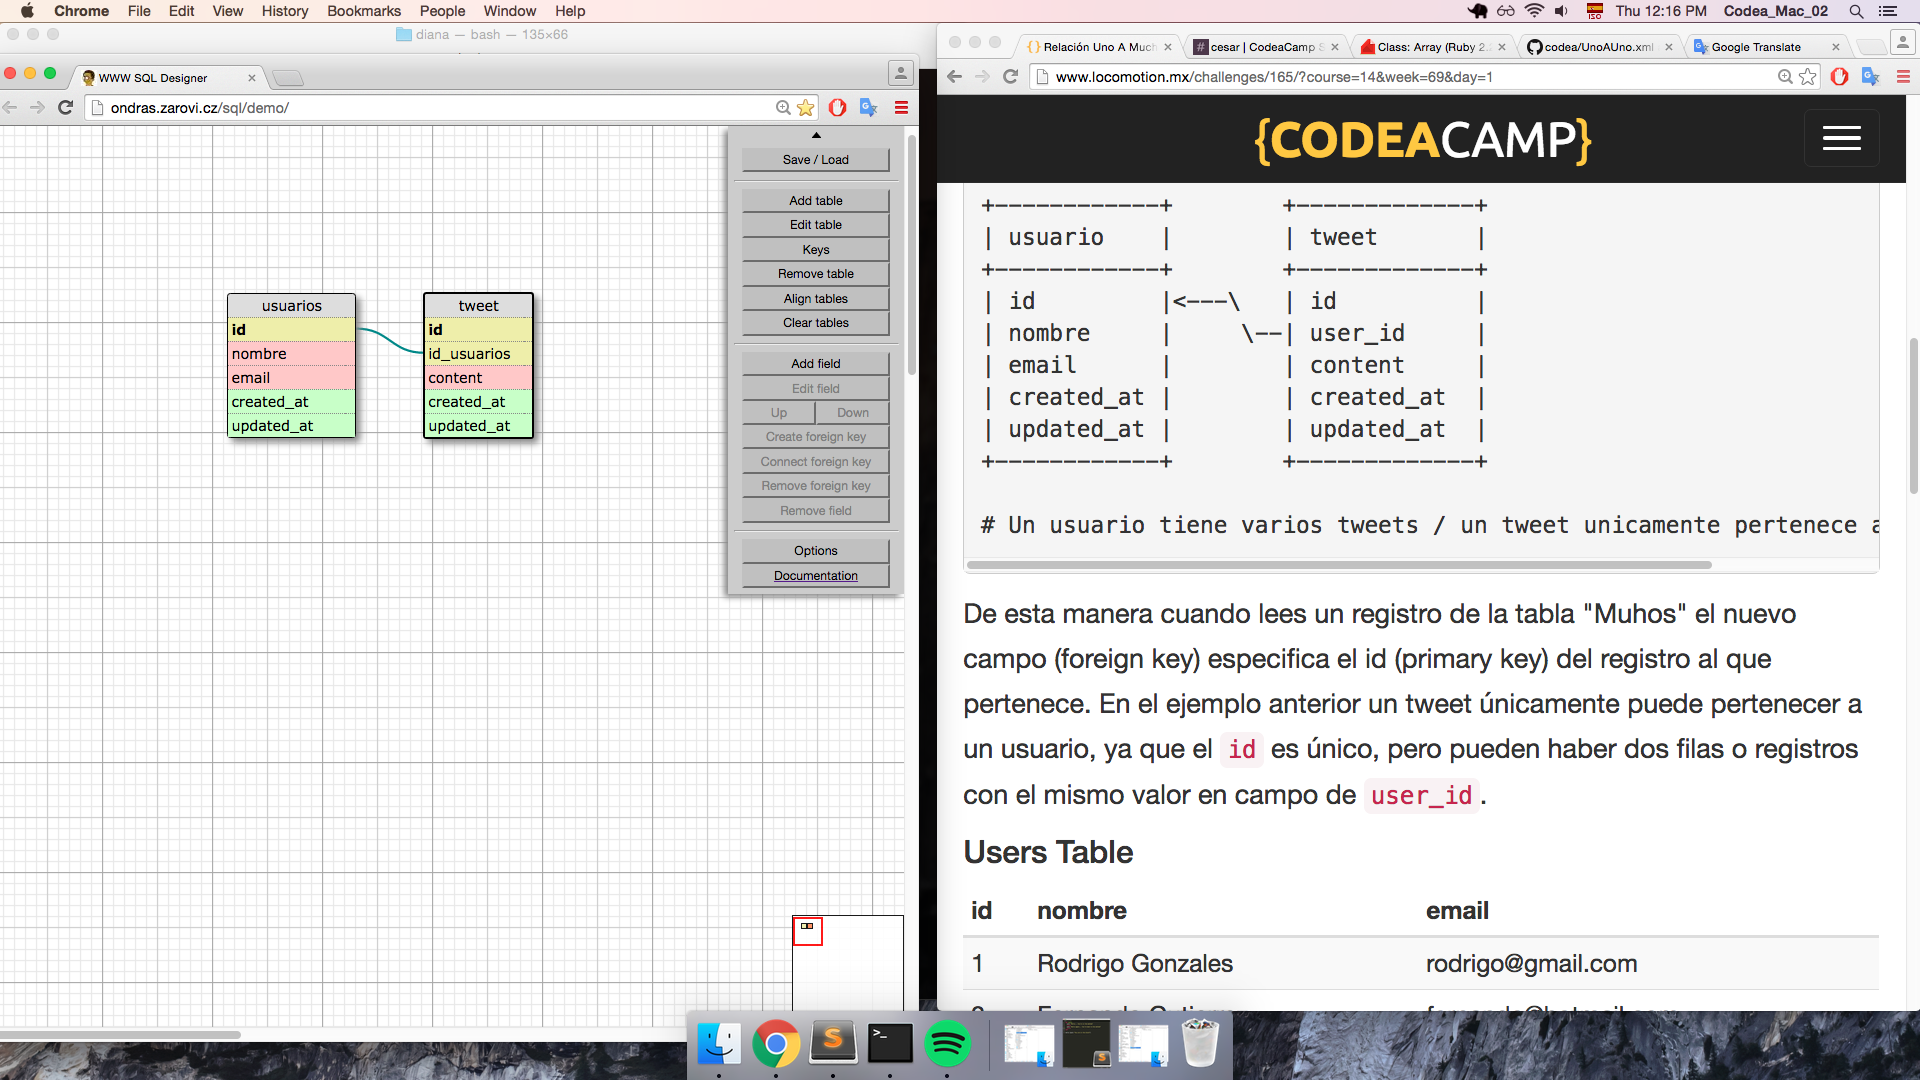 Chrome File Edit View History Bookmarks People Window Help
Thu 12:16 PM Codea_Mac_02
ISO
diana — bash — 135×66
WWW SQL Designer
ondras.zarovi.cz/sql/demo/
Save / Load
Add table
Edit table
Keys
Remove table
Align tables
Clear tables
Add field
Edit field
Up Down
Create foreign key
Connect foreign key
Remove foreign key
Remove field
Options
Documentation
usuarios
id
nombre
email
created_at
updated_at
tweet
id
id_usuarios
content
created_at
updated_at
Relación Uno A Much
cesar | CodeaCamp S
Class: Array (Ruby 2.
codea/UnoAUno.xml
Google Translate
www.locomotion.mx/challenges/165/?course=14&week=69&day=1
{CODEACAMP}
+------------+ +-------------+
| usuario | | tweet |
+------------+ +-------------+
| id |<---\ | id |
| nombre | \--| user_id |
| email | | content |
| created_at | | created_at |
| updated_at | | updated_at |
+------------+ +-------------+
# Un usuario tiene varios tweets / un tweet unicamente pertenece a
De esta manera cuando lees un registro de la tabla "Muhos" el nuevo
campo (foreign key) especifica el id (primary key) del registro al que
pertenece. En el ejemplo anterior un tweet únicamente puede pertenecer a
un usuario, ya que el id es único, pero pueden haber dos filas o registros
con el mismo valor en campo de user_id.
Users Table
id nombre email
1 Rodrigo Gonzales rodrigo@gmail.com